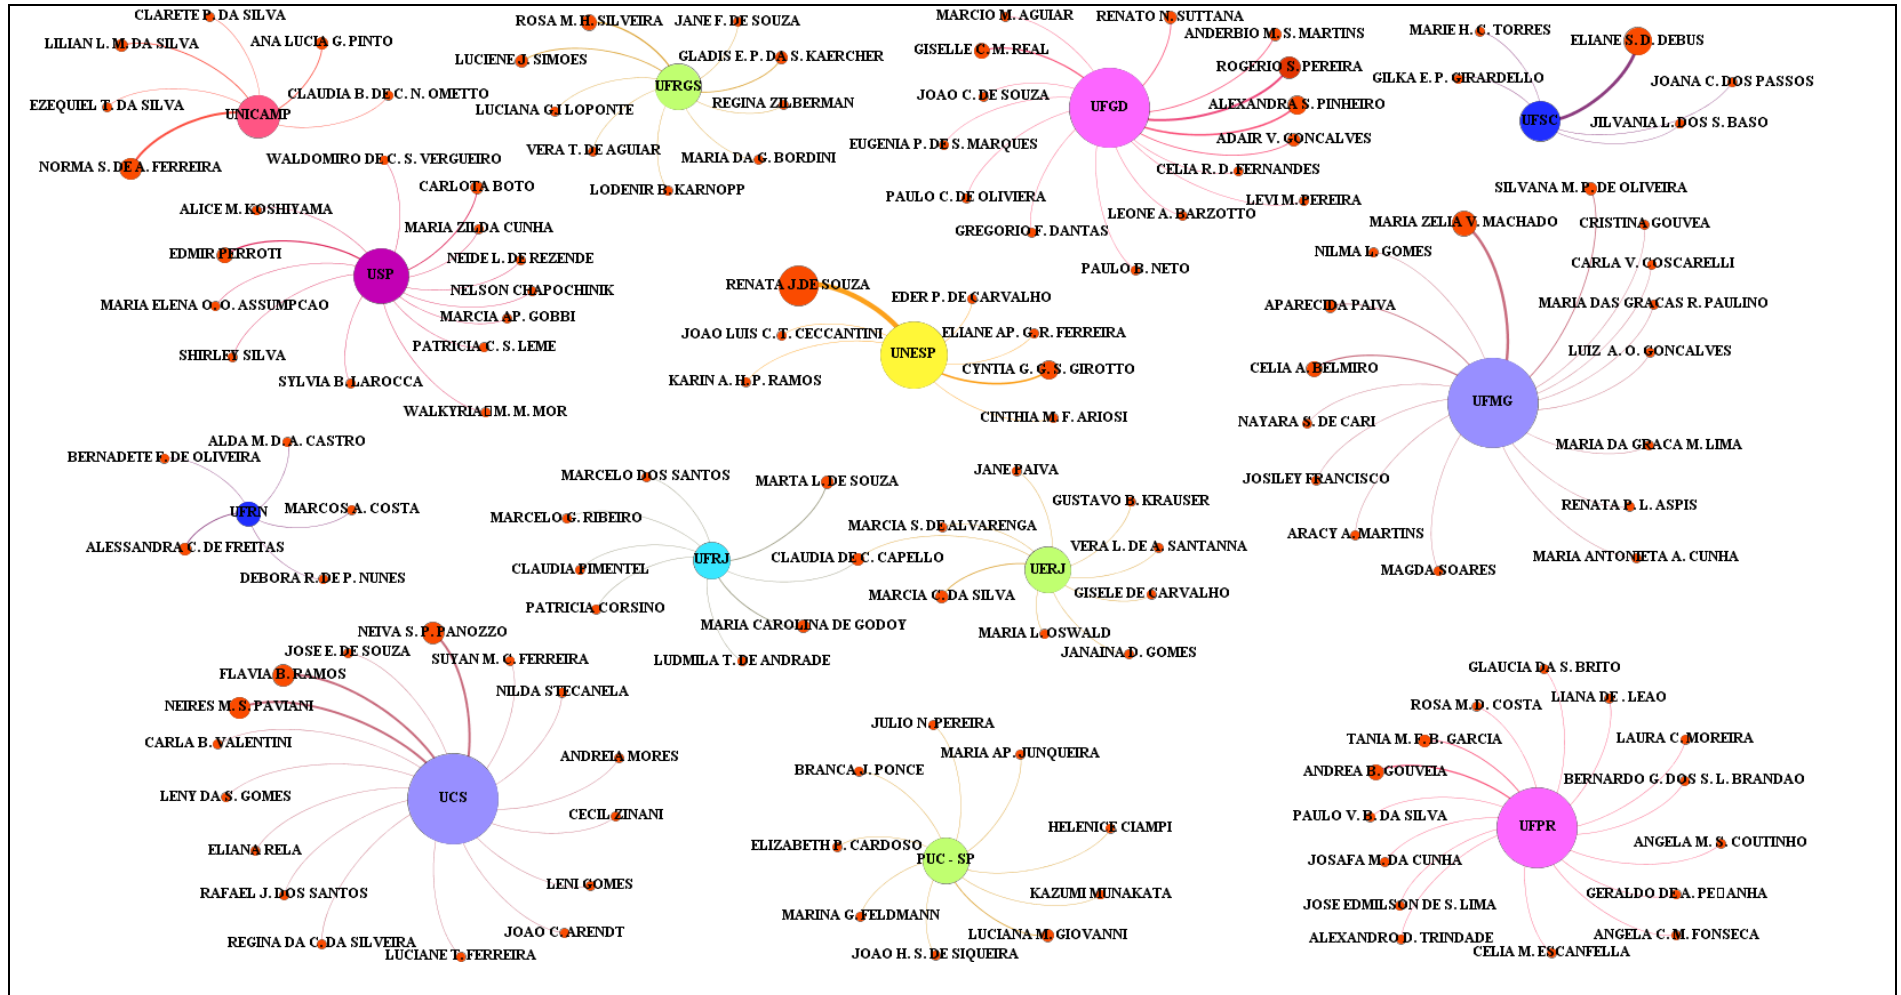 CLARETE P. DA SILVA
LILIAN L. M. DA SILVA
ANA LUCIA G. PINTO
EZEQUIEL T. DA SILVA
CLAUDIA B. DE C. N. OMETTO
UNICAMP
NORMA S. DE A. FERREIRA
ROSA M. H. SILVEIRA
JANE F. DE SOUZA
LUCIENE J. SIMOES
GLADIS E. P. DA S. KAERCHER
UFRGS
LUCIANA G.I LOPONTE
REGINA ZILBERMAN
VERA T. DE AGUIAR
MARIA DA G. BORDINI
LODENIR B. KARNOPP
MARCIO M. AGUIAR
RENATO N. SUTTANA
GISELLE C. M. REAL
ANDERBIO M. S. MARTINS
ROGERIO S. PEREIRA
JOAO C. DE SOUZA
UFGD
ALEXANDRA S. PINHEIRO
EUGENIA P. DE S. MARQUES
ADAIR V. GONCALVES
CELIA R. D. FERNANDES
PAULO C. DE OLIVIERA
LEVI M. PEREIRA
LEONE A. BARZOTTO
GREGORIO F. DANTAS
PAULO B. NETO
MARIE H. C. TORRES
ELIANE S. D. DEBUS
GILKA E. P. GIRARDELLO
JOANA C. DOS PASSOS
UFSC
JILVANIA L. DOS S. BASO
WALDOMIRO DE C. S. VERGUEIRO
CARLOTA BOTO
ALICE M. KOSHIYAMA
MARIA ZILDA CUNHA
EDMIR PERROTI
NEIDE L. DE REZENDE
USP
NELSON CHAPOCHINIK
MARIA ELENA O. O. ASSUMPCAO
MARCIA AP. GOBBI
SHIRLEY SILVA
PATRICIA C. S. LEME
SYLVIA B. LAROCCA
WALKYRIA▯M. M. MOR
RENATA J.DE SOUZA
EDER P. DE CARVALHO
JOAO LUIS C. T. CECCANTINI
ELIANE AP. G. R. FERREIRA
UNESP
KARIN A. H. P. RAMOS
CYNTIA G. G. S. GIROTTO
CINTHIA M. F. ARIOSI
SILVANA M. P. DE OLIVEIRA
MARIA ZELIA V. MACHADO
CRISTINA GOUVEA
NILMA L. GOMES
CARLA V. COSCARELLI
APARECIDA PAIVA
MARIA DAS GRACAS R. PAULINO
CELIA A. BELMIRO
LUIZ A. O. GONCALVES
UFMG
NAYARA S. DE CARI
MARIA DA GRACA M. LIMA
JOSILEY FRANCISCO
RENATA P. L. ASPIS
ARACY A. MARTINS
MARIA ANTONIETA A. CUNHA
MAGDA SOARES
ALDA M. D. A. CASTRO
BERNADETE F. DE OLIVEIRA
UFRN
MARCOS A. COSTA
ALESSANDRA C. DE FREITAS
DEBORA R. DE P. NUNES
MARCELO DOS SANTOS
MARTA L. DE SOUZA
MARCELO G. RIBEIRO
UFRJ
CLAUDIA PIMENTEL
CLAUDIA DE C. CAPELLO
PATRICIA CORSINO
MARIA CAROLINA DE GODOY
LUDMILA T. DE ANDRADE
JANE PAIVA
GUSTAVO B. KRAUSER
MARCIA S. DE ALVARENGA
VERA L. DE A. SANTANNA
UERJ
MARCIA C. DA SILVA
GISELE DE CARVALHO
MARIA L. OSWALD
JANAINA D. GOMES
NEIVA S. P. PANOZZO
JOSE E. DE SOUZA
SUYAN M. C. FERREIRA
FLAVIA B. RAMOS
NILDA STECANELA
NEIRES M. S. PAVIANI
CARLA B. VALENTINI
ANDREIA MORES
LENY DA S. GOMES
UCS
CECIL ZINANI
ELIANA RELA
LENI GOMES
RAFAEL J. DOS SANTOS
JOAO C. ARENDT
REGINA DA C. DA SILVEIRA
LUCIANE T. FERREIRA
JULIO N. PEREIRA
MARIA AP. JUNQUEIRA
BRANCA J. PONCE
HELENICE CIAMPI
ELIZABETH P. CARDOSO
PUC - SP
KAZUMI MUNAKATA
MARINA G. FELDMANN
LUCIANA M. GIOVANNI
JOAO H. S. DE SIQUEIRA
GLAUCIA DA S. BRITO
LIANA DE . LEAO
ROSA M. D. COSTA
TANIA M. F. B. GARCIA
LAURA C. MOREIRA
ANDREA B. GOUVEIA
BERNARDO G. DOS S. L. BRANDAO
PAULO V. B. DA SILVA
UFPR
ANGELA M. S. COUTINHO
JOSAFA M. DA CUNHA
GERALDO DE A. PE▯ANHA
JOSE EDMILSON DE S. LIMA
ALEXANDRO D. TRINDADE
ANGELA C. M. FONSECA
CELIA M. ESCANFELLA